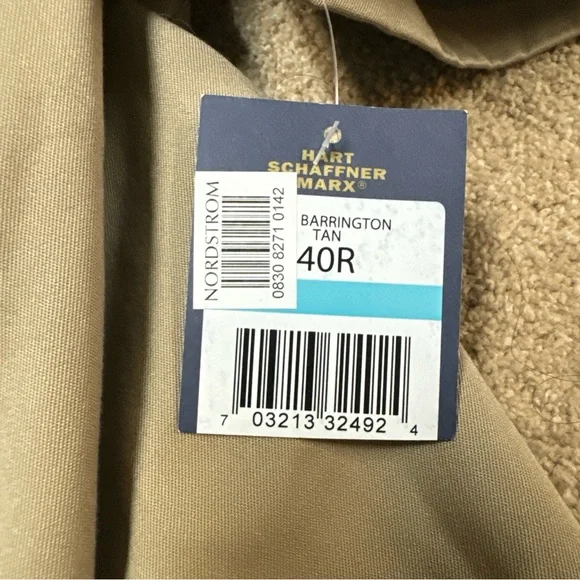 HART
SCHAFFNER
MARX®
NORDSTROM
0830 8271 0142
BARRINGTON
TAN
40R
7 03213 32492 4